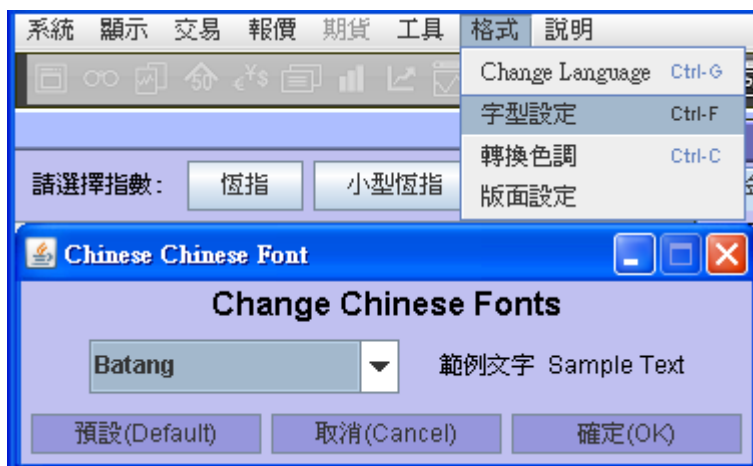 系統 顯示 交易 報價 期貨 工具 格式 說明
Change Language Ctrl-G
字型設定 Ctrl-F
轉換色調 Ctrl-C
版面設定
請選擇指數: 恆指 小型恆指
Chinese Chinese Font
Change Chinese Fonts
Batang 範例文字 Sample Text
預設(Default) 取消(Cancel) 確定(OK)